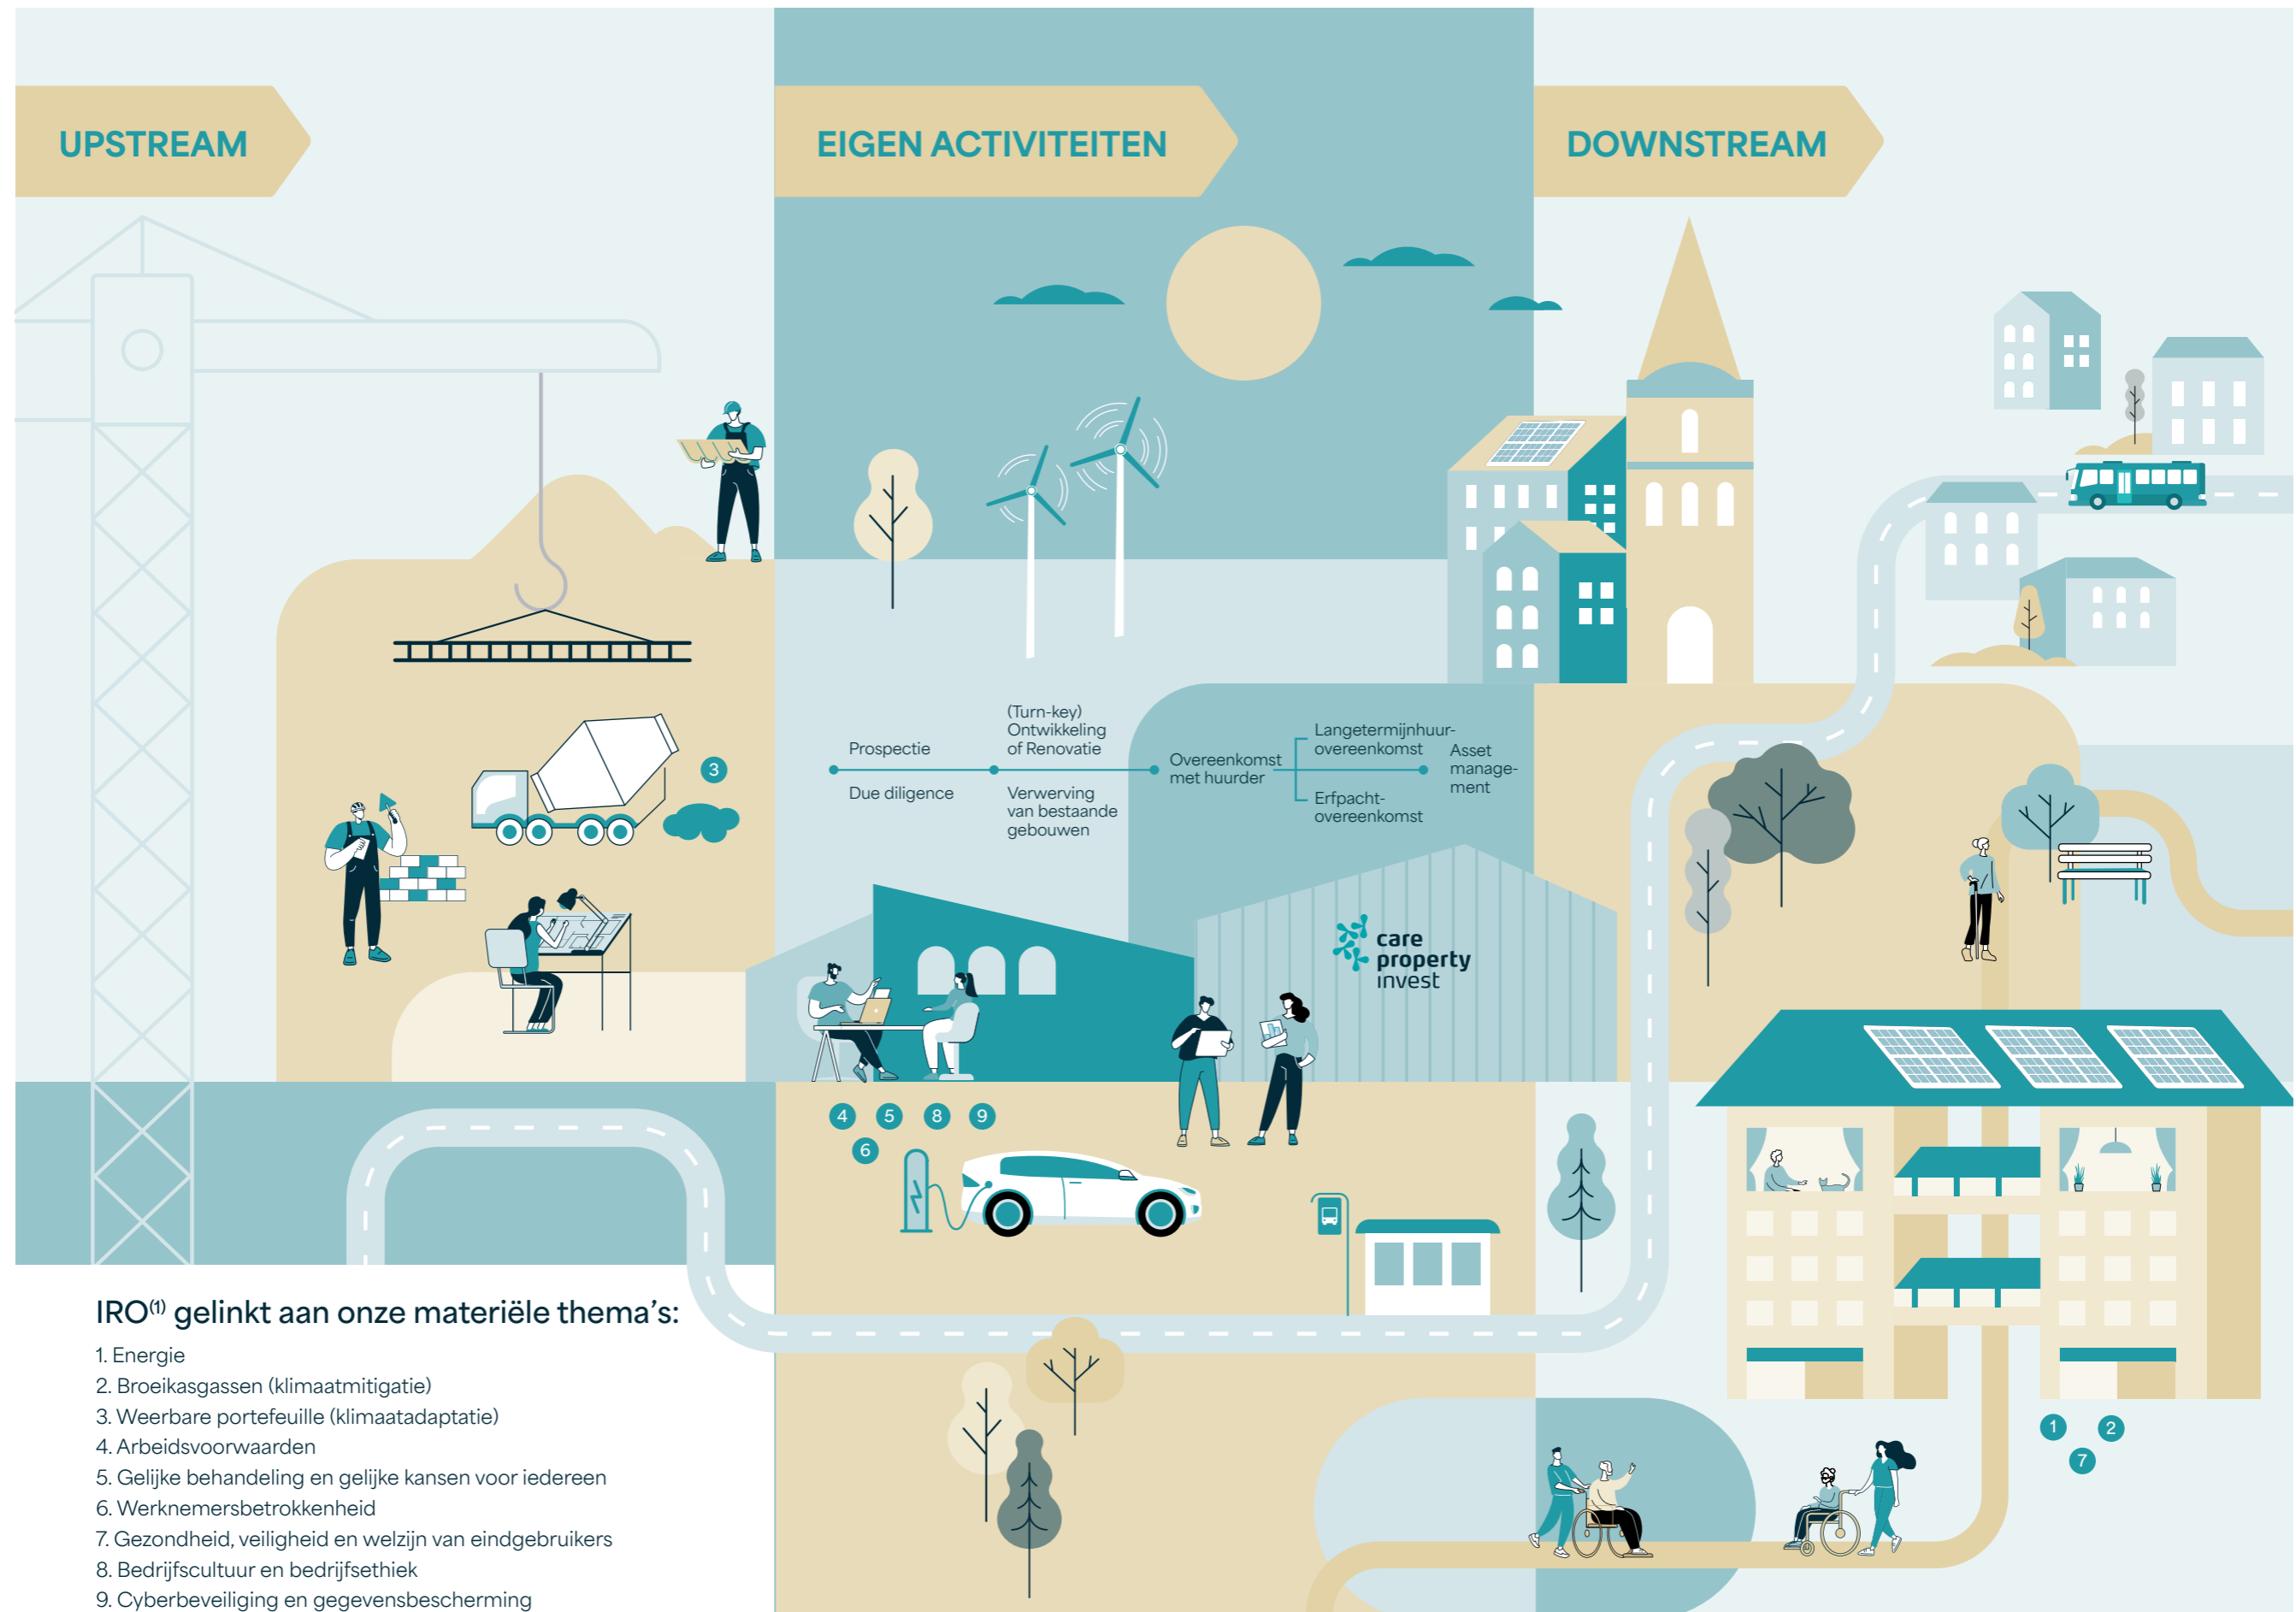 UPSTREAM
EIGEN ACTIVITEITEN
DOWNSTREAM
Prospectie
Due diligence
(Turn-key)
Ontwikkeling
of Renovatie
Verwerving
van bestaande
gebouwen
Overeenkomst
met huurder
Langetermijnhuur-
overeenkomst
Erfpacht-
overeenkomst
Asset
manage-
ment
3
care
property
invest
4
5
8
9
6
1
2
7
IRO(1) gelinkt aan onze materiële thema's:
1. Energie
2. Broeikasgassen (klimaatmitigatie)
3. Weerbare portefeuille (klimaatadaptatie)
4. Arbeidsvoorwaarden
5. Gelijke behandeling en gelijke kansen voor iedereen
6. Werknemersbetrokkenheid
7. Gezondheid, veiligheid en welzijn van eindgebruikers
8. Bedrijfscultuur en bedrijfsethiek
9. Cyberbeveiliging en gegevensbescherming